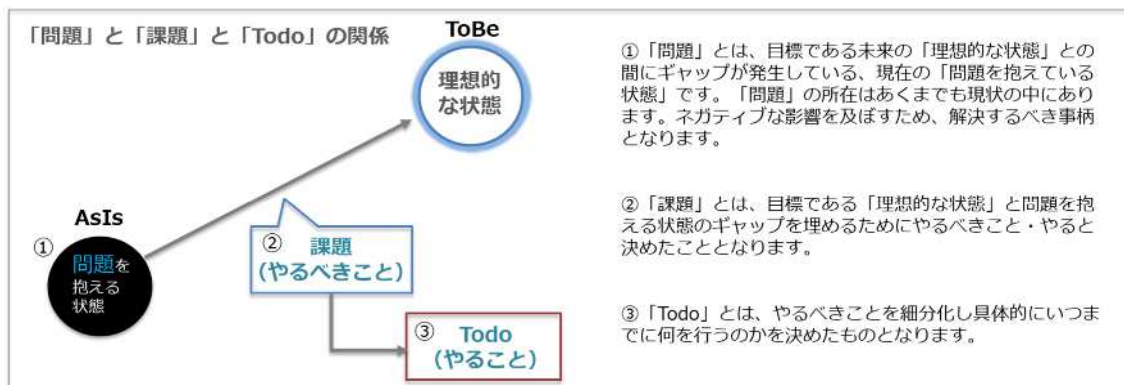 「問題」と「課題」と「Todo」の関係
ToBe
理想的
な状態
AsIs
①
問題を
抱える
状態
② 課題
(やるべきこと)
③ Todo
(やること)
①「問題」とは、目標である未来の「理想的な状態」との
間にギャップが発生している、現在の「問題を抱えている
状態」です。「問題」の所在はあくまでも現状の中にあり
ます。ネガティブな影響を及ぼすため、解決するべき事柄
となります。
②「課題」とは、目標である「理想的な状態」と問題を抱
える状態のギャップを埋めるためにやるべきこと・やると
決めたこととなります。
③「Todo」とは、やるべきことを細分化し具体的にいつま
でに何を行うのかを決めたものとなります。